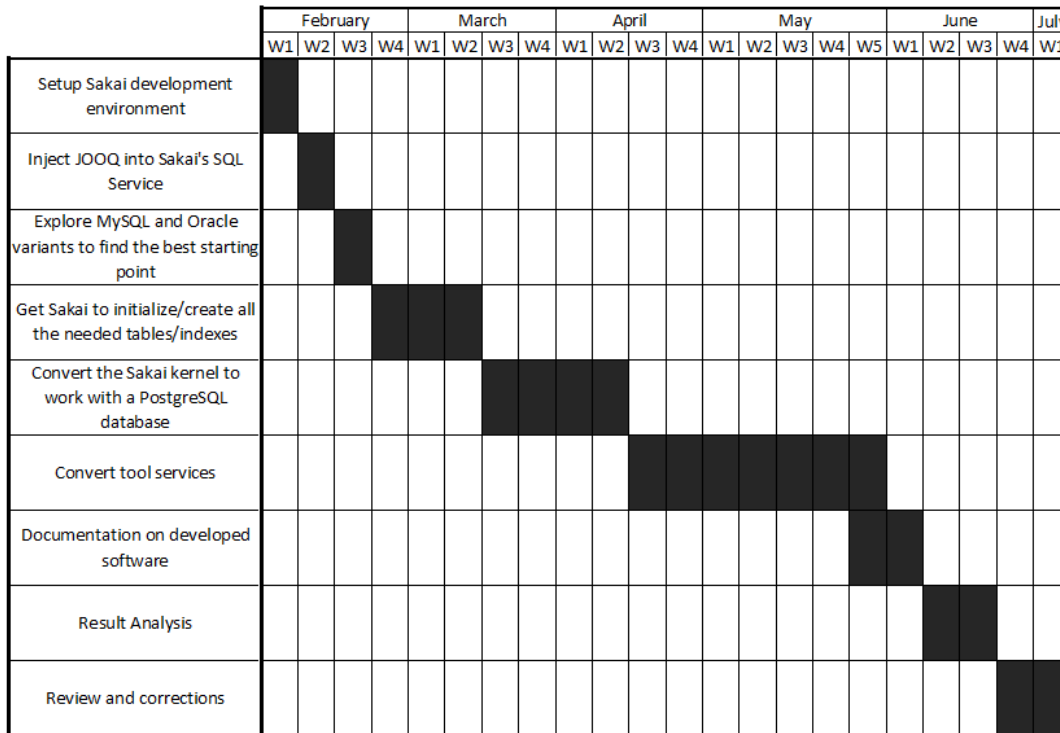 February March April May June July
W1 W2 W3 W4 W1 W2 W3 W4 W1 W2 W3 W4 W1 W2 W3 W4 W5 W1 W2 W3 W4 W1
Setup Sakai development
environment
Inject JOOQ into Sakai's SQL
Service
Explore MySQL and Oracle
variants to find the best starting
point
Get Sakai to initialize/create all
the needed tables/indexes
Convert the Sakai kernel to
work with a PostgreSQL
database
Convert tool services
Documentation on developed
software
Result Analysis
Review and corrections